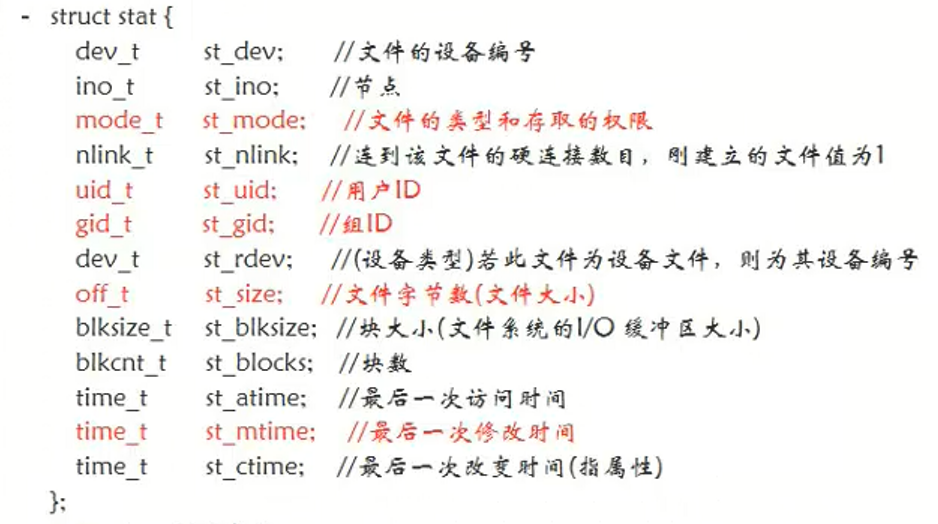 - struct stat {
dev_t st_dev; //文件的设备编号
ino_t st_ino; //节点
mode_t st_mode; //文件的类型和存取的权限
nlink_t st_nlink; //连到该文件的硬连接数目，刚建立的文件值为1
uid_t st_uid; //用户ID
gid_t st_gid; //组ID
dev_t st_rdev; //(设备类型)若此文件为设备文件，则为其设备编号
off_t st_size; //文件字节数(文件大小)
blksize_t st_blksize; //块大小(文件系统的I/O 缓冲区大小)
blkcnt_t st_blocks; //块数
time_t st_atime; //最后一次访问时间
time_t st_mtime; //最后一次修改时间
time_t st_ctime; //最后一次改变时间(指属性)
};